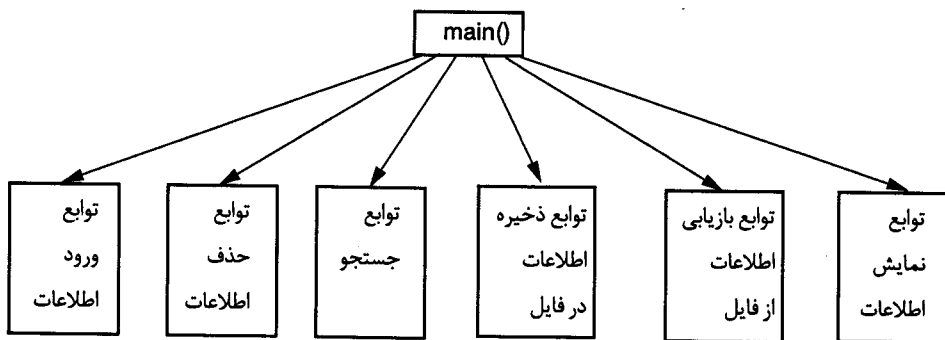 main()
توابع
ورود
اطلاعات
توابع
حذف
اطلاعات
توابع
جستجو
توابع ذخیره
اطلاعات
در فایل
توابع بازیابی
اطلاعات
از فایل
توابع
نمایش
اطلاعات